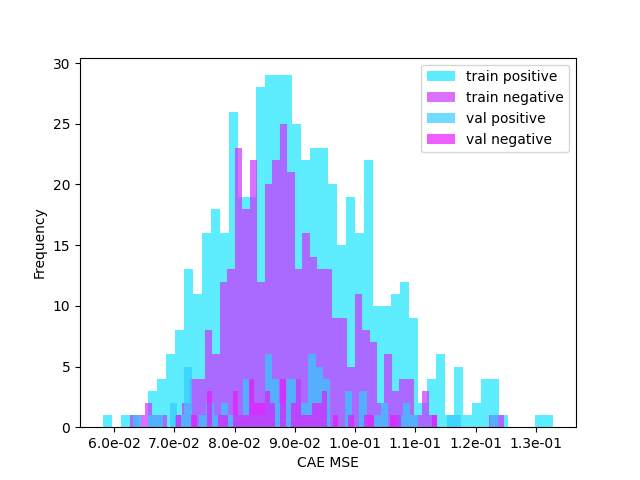 train positive
train negative
val positive
val negative
30
25
20
15
10
5
0
Frequency
6.0e-02 7.0e-02 8.0e-02 9.0e-02 1.0e-01 1.1e-01 1.2e-01 1.3e-01
CAE MSE